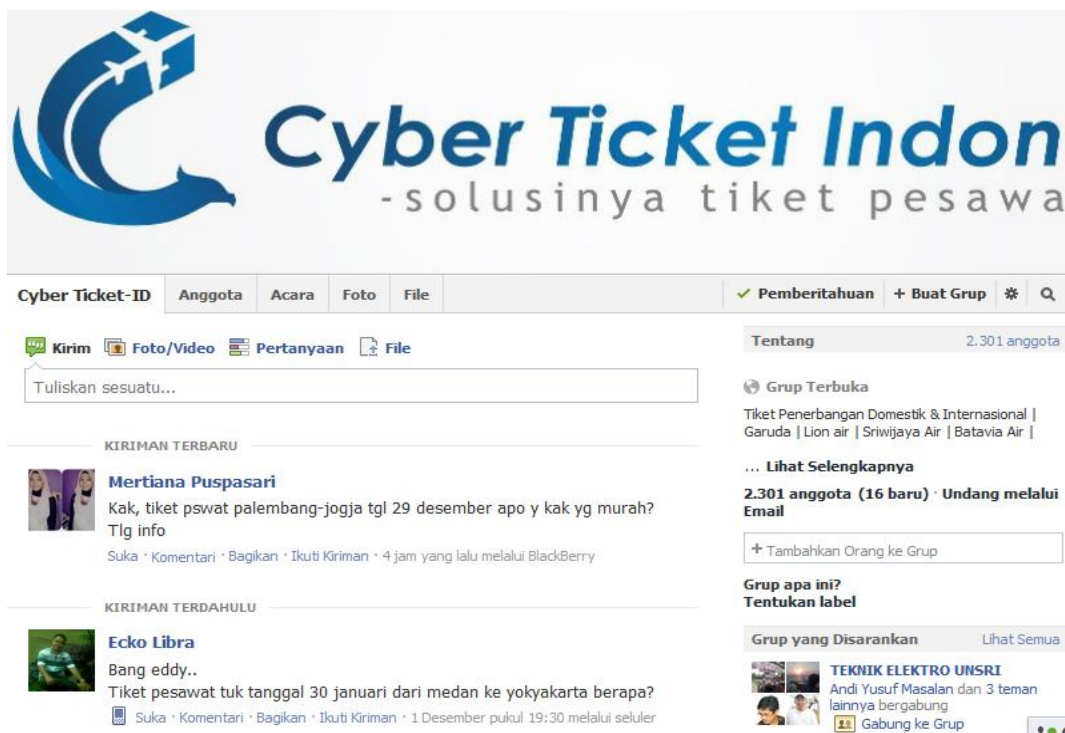 Cyber Ticket Indon
-solusinya tiket pesawa
Cyber Ticket-ID Anggota Acara Foto File
Pemberitahuan + Buat Grup
Kirim Foto/Video Pertanyaan File
Tuliskan sesuatu...
KIRIMAN TERBARU
Mertiana Puspasari
Kak, tiket pswat palembang-jogja tgl 29 desember apo y kak yg murah?
Tlg info
Suka · Komentari · Bagikan · Ikuti Kiriman · 4 jam yang lalu melalui BlackBerry
KIRIMAN TERDAHULU
Ecko Libra
Bang eddy..
Tiket pesawat tuk tanggal 30 januari dari medan ke yokyakarta berapa?
Suka · Komentari · Bagikan · Ikuti Kiriman · 1 Desember pukul 19:30 melalui seluler
Tentang 2.301 anggota
Grup Terbuka
Tiket Penerbangan Domestik & Internasional |
Garuda | Lion air | Sriwijaya Air | Batavia Air |
... Lihat Selengkapnya
2.301 anggota (16 baru) · Undang melalui
Email
+ Tambahkan Orang ke Grup
Grup apa ini?
Tentukan label
Grup yang Disarankan Lihat Semua
TEKNIK ELEKTRO UNSRI
Andi Yusuf Masalan dan 3 teman
lainnya bergabung
Gabung ke Grup